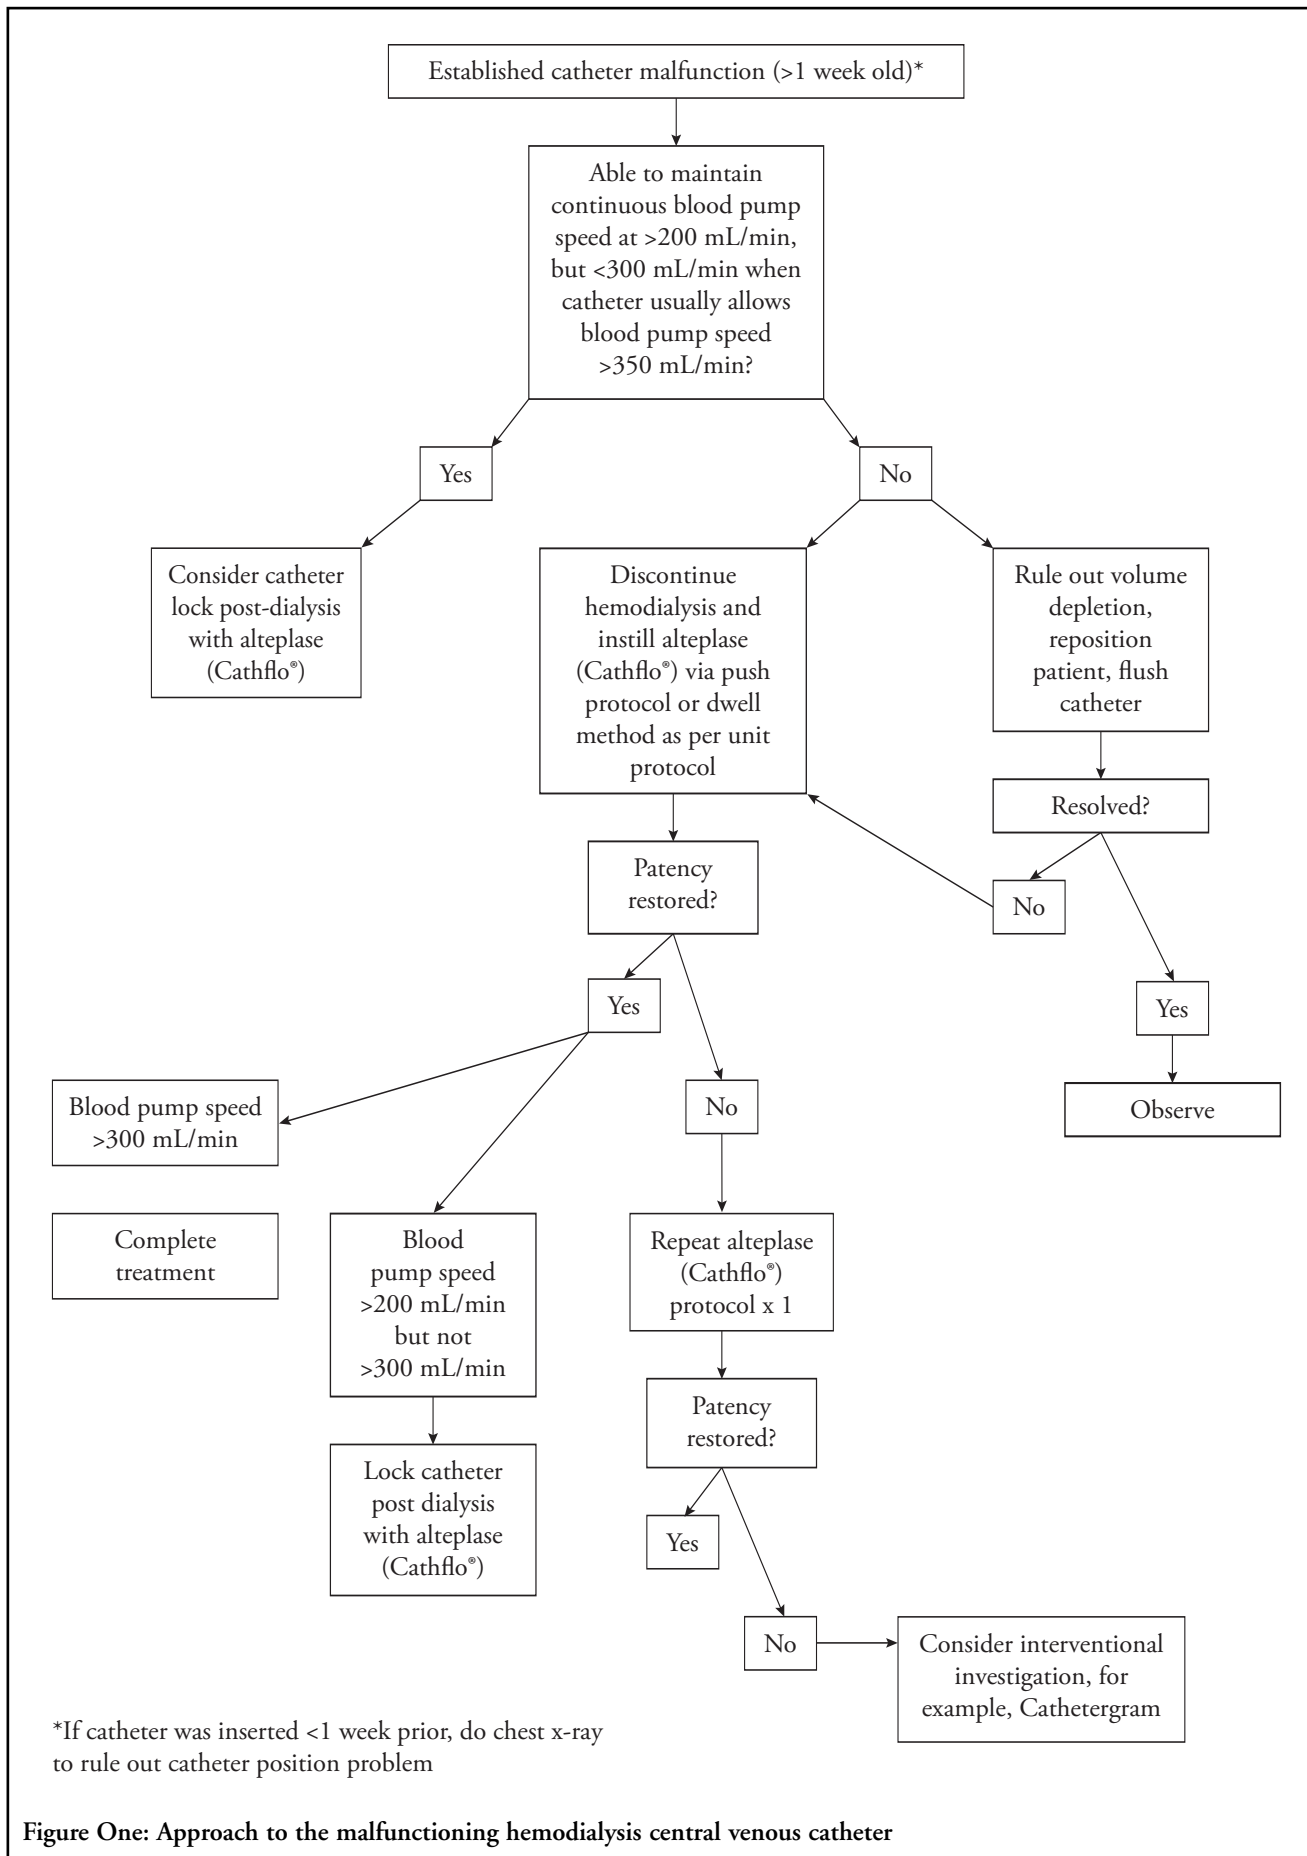 Established catheter malfunction (>1 week old)*
Able to maintain
continuous blood pump
speed at >200 mL/min,
but <300 mL/min when
catheter usually allows
blood pump speed
>350 mL/min?
Yes
No
Consider catheter
lock post-dialysis
with alteplase
(Cathflo®)
Discontinue
hemodialysis and
instill alteplase
(Cathflo®) via push
protocol or dwell
method as per unit
protocol
Rule out volume
depletion,
reposition
patient, flush
catheter
Resolved?
Patency
restored?
No
Yes
Yes
Observe
Blood pump speed
>300 mL/min
No
Complete
treatment
Blood
pump speed
>200 mL/min
but not
>300 mL/min
Repeat alteplase
(Cathflo®)
protocol x 1
Patency
restored?
Lock catheter
post dialysis
with alteplase
(Cathflo®)
Yes
No
Consider interventional
investigation, for
example, Cathetergram
*If catheter was inserted <1 week prior, do chest x-ray
to rule out catheter position problem
Figure One: Approach to the malfunctioning hemodialysis central venous catheter